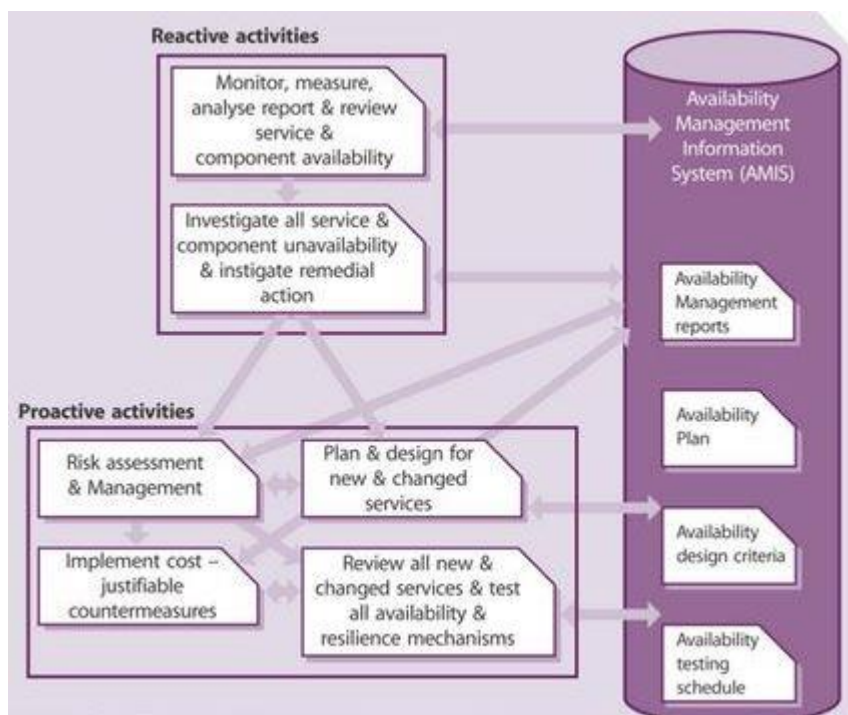 Reactive activities
Monitor, measure,
analyse report & review
service &
component availability
Investigate all service &
component unavailability
& instigate remedial
action
Proactive activities
Risk assessment
& Management
Plan & design for
new & changed
services
Implement cost –
justifiable
countermeasures
Review all new &
changed services & test
all availability &
resilience mechanisms
Availability
Management
Information
System (AMIS)
Availability
Management
reports
Availability
Plan
Availability
design criteria
Availability
testing
schedule